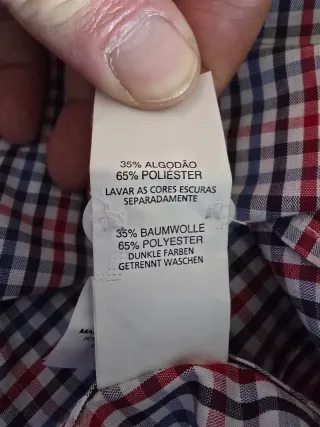 35% ALGODÃO
65% POLIÉSTER
LAVAR AS CORES ESCURAS
SEPARADAMENTE
35% BAUMWOLLE
65% POLYESTER
DUNKLE FARBEN
GETRENNT WASCHEN